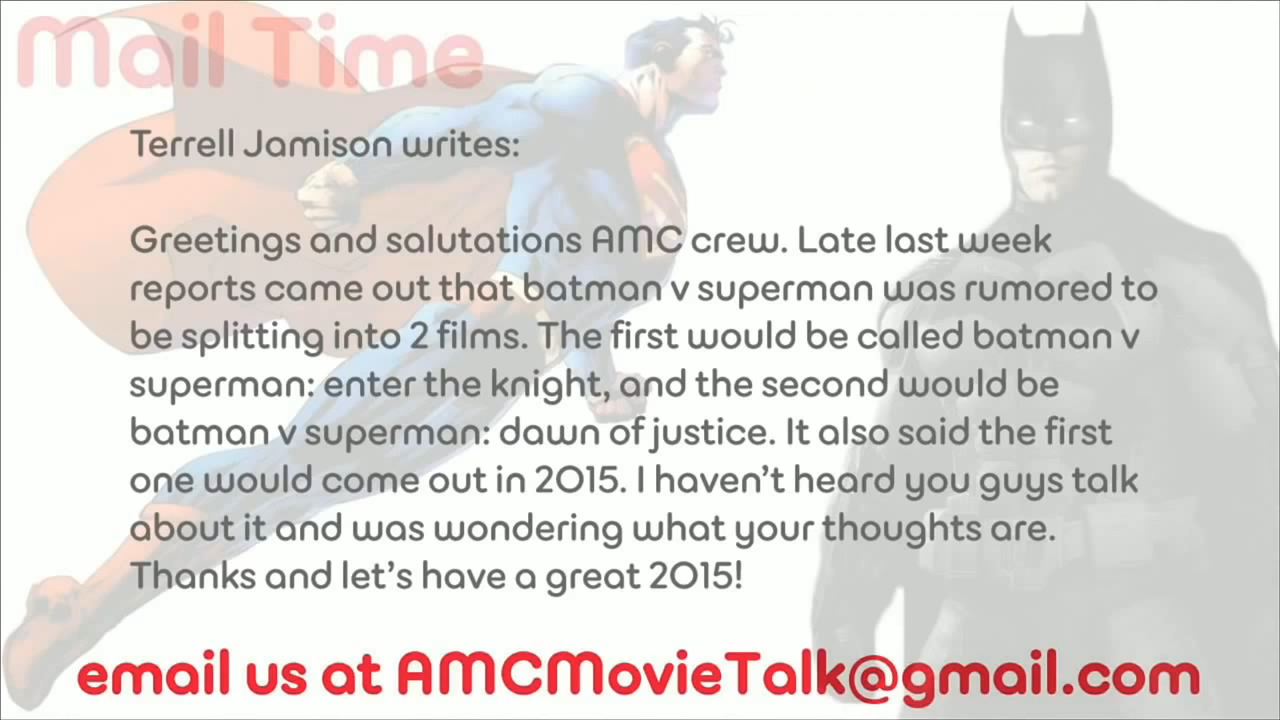 Mail Time
Terrell Jamison writes:
Greetings and salutations AMC crew. Late last week
reports came out that batman v superman was rumored to
be splitting into 2 films. The first would be called batman v
superman: enter the knight, and the second would be
batman v superman: dawn of justice. It also said the first
one would come out in 2015. I haven't heard you guys talk
about it and was wondering what your thoughts are.
Thanks and let's have a great 2015!
email us at AMCMovieTalk@gmail.com